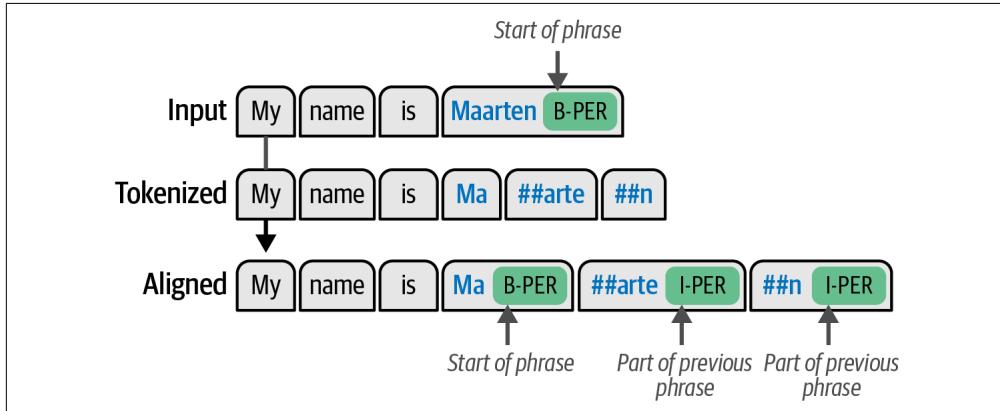 Start of phrase
Input My name is Maarten B-PER
Tokenized My name is Ma ##arte ##n
Aligned My name is Ma B-PER ##arte I-PER ##n I-PER
Start of phrase Part of previous Part of previous
phrase phrase